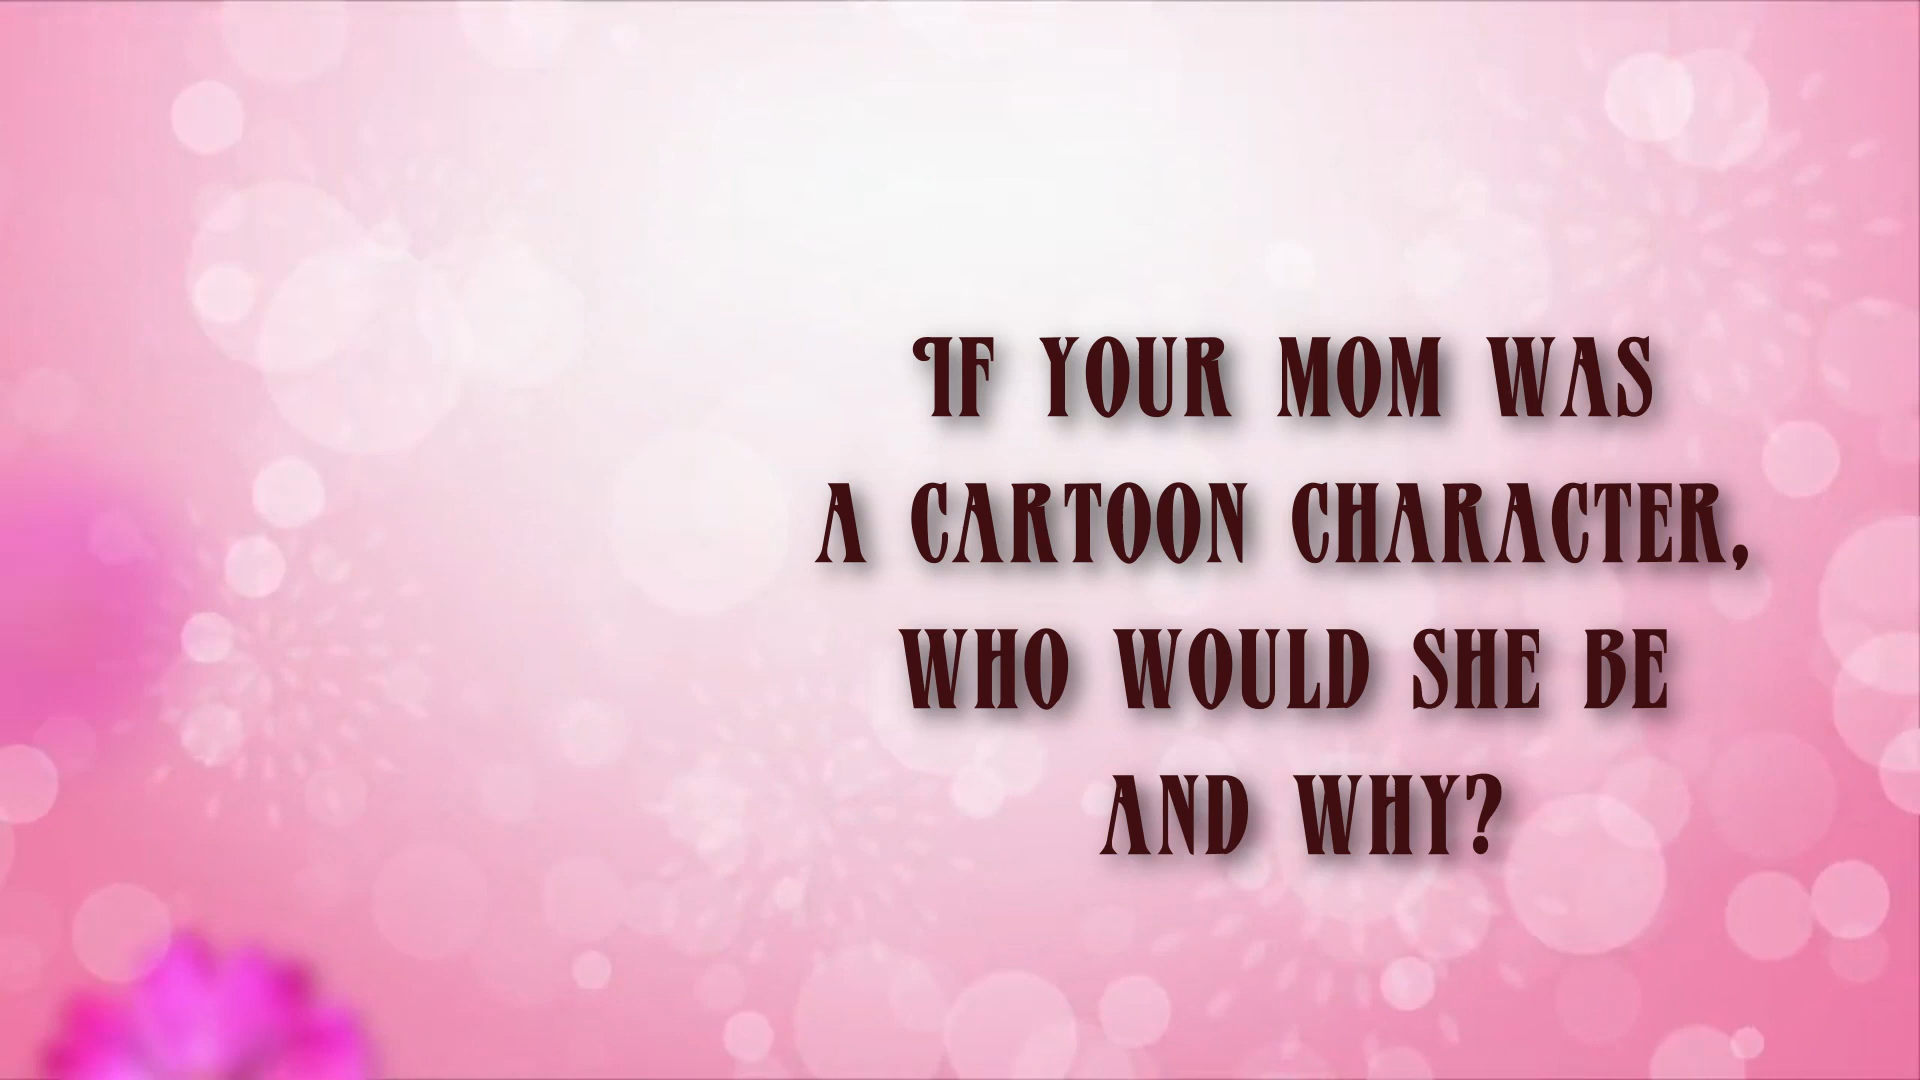 If your mom was
a cartoon character,
who would she be
and why?